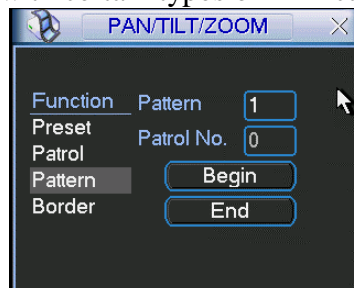 PAN/TILT/ZOOM
Function Pattern 1
Preset
Patrol No. 0
Patrol
Pattern Begin
Border End